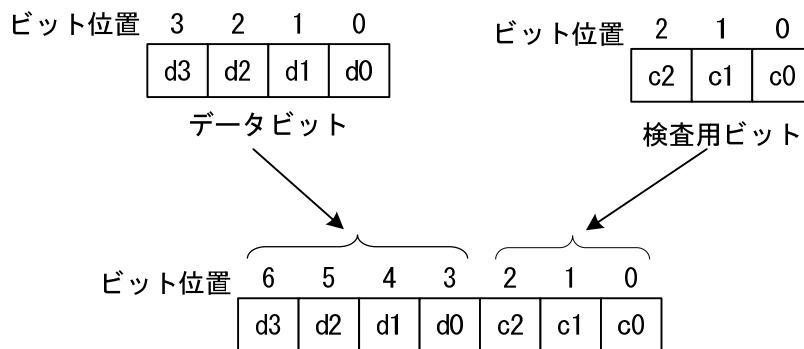 ビット位置 3 2 1 0
d3 d2 d1 d0
データビット
ビット位置 2 1 0
c2 c1 c0
検査用ビット
ビット位置 6 5 4 3 2 1 0
d3 d2 d1 d0 c2 c1 c0